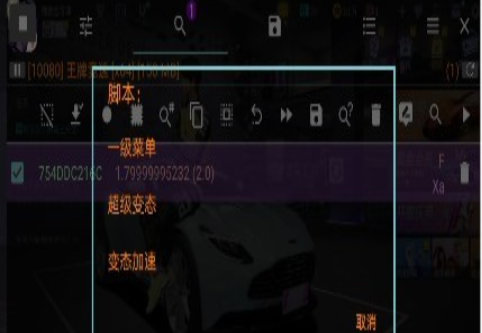 1
[10080] 王牌竞速 [x64] [150 MB]
(1)
脚本:
一级菜单
754DDC216C 1.79999995232 (2.0)
F
Xa
超级变态
变态加速
取消